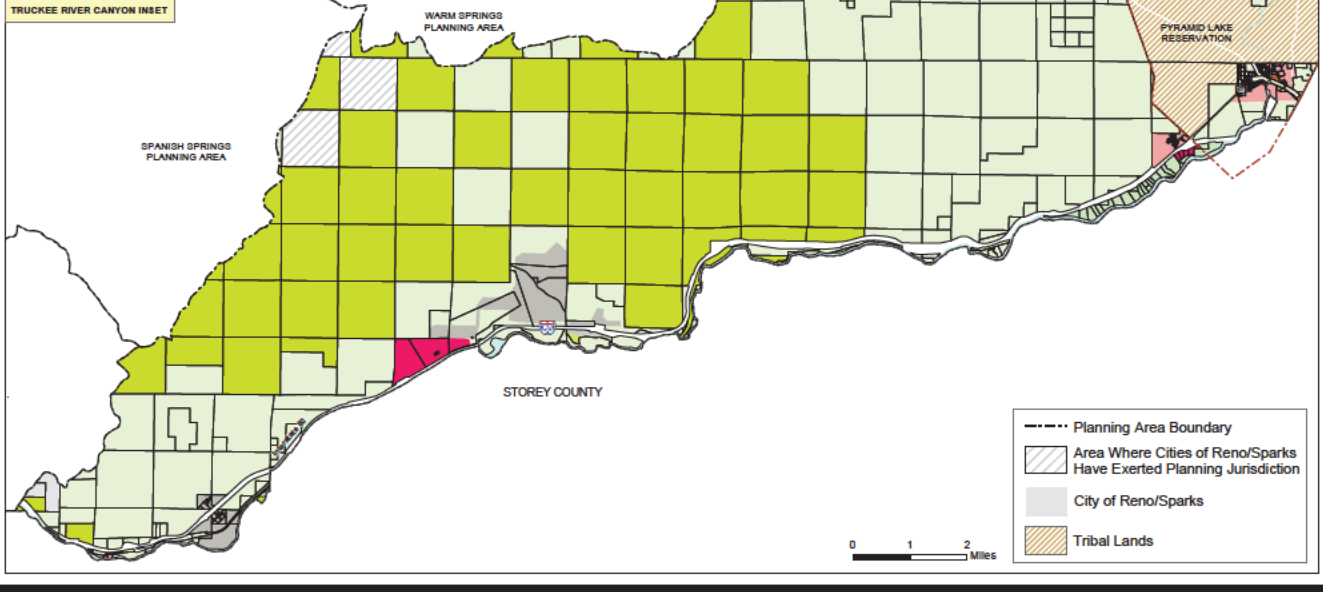 TRUCKEE RIVER CANYON INSET
WARM SPRINGS
PLANNING AREA
PYRAMID LAKE
RESERVATION
SPANISH SPRINGS
PLANNING AREA
80
STOREY COUNTY
Interstate 80
Planning Area Boundary
Area Where Cities of Reno/Sparks
Have Exerted Planning Jurisdiction
City of Reno/Sparks
Tribal Lands
0 1 2
Miles